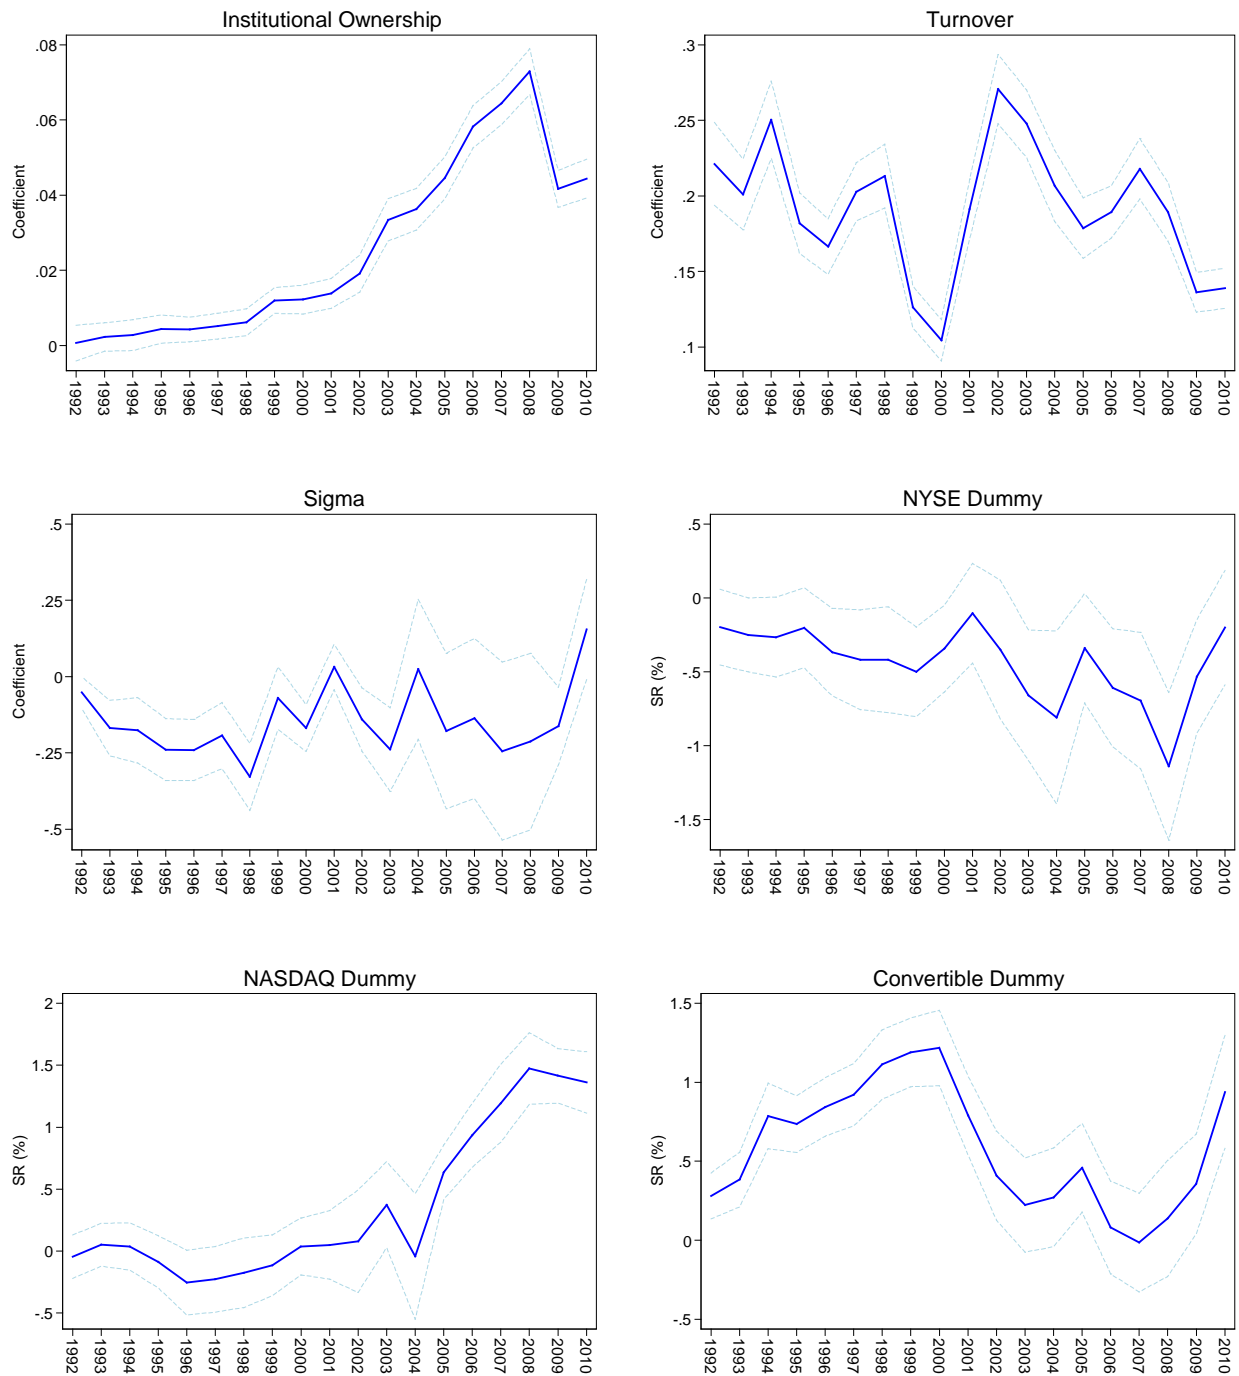 Institutional Ownership
Coefficient
.08
.06
.04
.02
0
1992 1993 1994 1995 1996 1997 1998 1999 2000 2001 2002 2003 2004 2005 2006 2007 2008 2009 2010
Turnover
Coefficient
.3
.25
.2
.15
.1
1992 1993 1994 1995 1996 1997 1998 1999 2000 2001 2002 2003 2004 2005 2006 2007 2008 2009 2010
Sigma
Coefficient
.5
.25
0
-.25
-.5
1992 1993 1994 1995 1996 1997 1998 1999 2000 2001 2002 2003 2004 2005 2006 2007 2008 2009 2010
NYSE Dummy
SR (%)
.5
0
-.5
-1
-1.5
1992 1993 1994 1995 1996 1997 1998 1999 2000 2001 2002 2003 2004 2005 2006 2007 2008 2009 2010
NASDAQ Dummy
SR (%)
2
1.5
1
.5
0
-.5
1992 1993 1994 1995 1996 1997 1998 1999 2000 2001 2002 2003 2004 2005 2006 2007 2008 2009 2010
Convertible Dummy
SR (%)
1.5
1
.5
0
-.5
1992 1993 1994 1995 1996 1997 1998 1999 2000 2001 2002 2003 2004 2005 2006 2007 2008 2009 2010